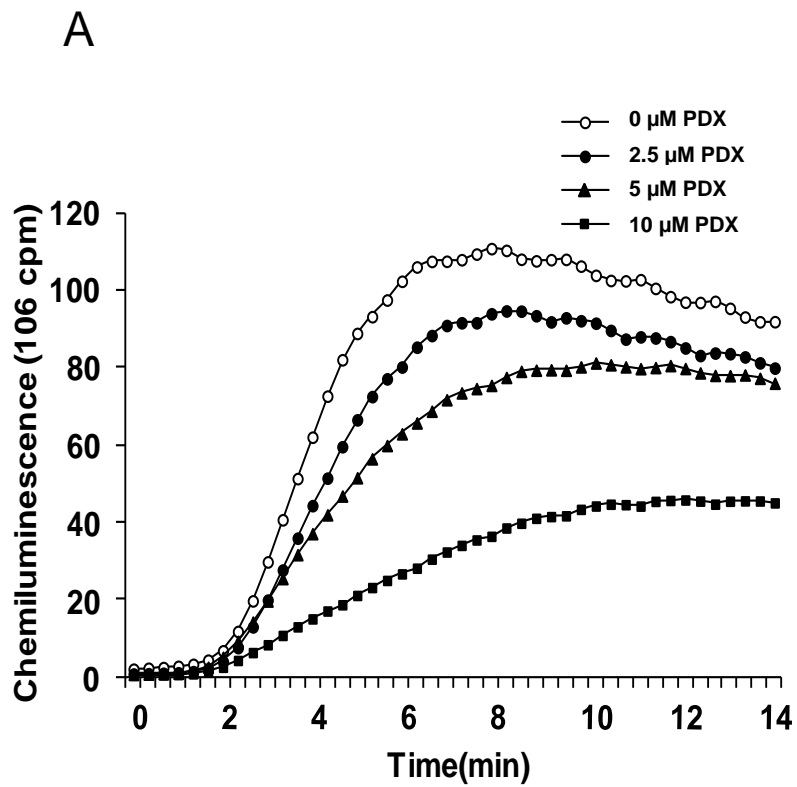 A
0 µM PDX
2.5 µM PDX
5 µM PDX
10 µM PDX
Chemiluminescence (106 cpm)
120
100
80
60
40
20
0
0 2 4 6 8 10 12 14
Time(min)